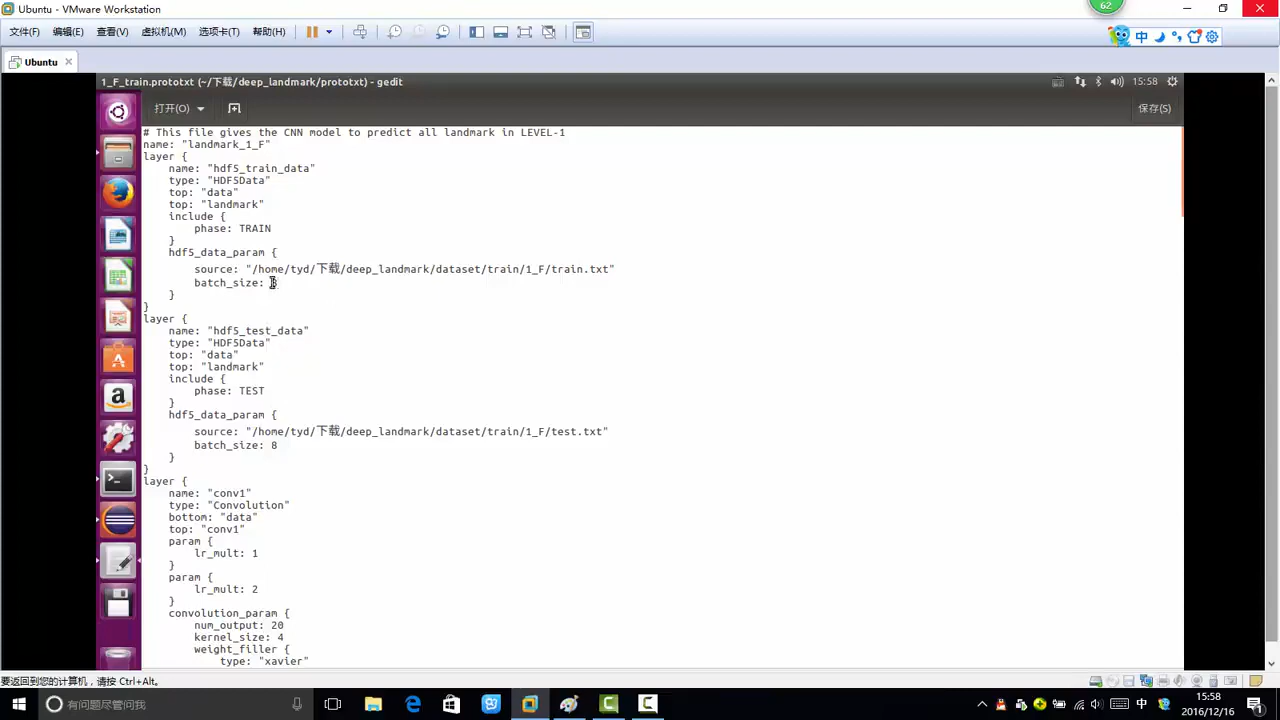 Ubuntu - VMware Workstation
62
文件(F) 编辑(E) 查看(V) 虚拟机(M) 选项卡(T) 帮助(H)
中
Ubuntu
1_F_train.prototxt (~/下载/deep_landmark/prototxt) - gedit
15:58
打开(O)
保存(S)
# This file gives the CNN model to predict all landmark in LEVEL-1
name: "landmark_1_F"
layer {
name: "hdf5_train_data"
type: "HDF5Data"
top: "data"
top: "landmark"
include {
phase: TRAIN
}
hdf5_data_param {
source: "/home/tyd/下载/deep_landmark/dataset/train/1_F/train.txt"
batch_size:
}
}
layer {
name: "hdf5_test_data"
type: "HDF5Data"
top: "data"
top: "landmark"
include {
phase: TEST
}
hdf5_data_param {
source: "/home/tyd/下载/deep_landmark/dataset/train/1_F/test.txt"
batch_size: 8
}
}
layer {
name: "conv1"
type: "Convolution"
bottom: "data"
top: "conv1"
param {
lr_mult: 1
}
param {
lr_mult: 2
}
convolution_param {
num_output: 20
kernel_size: 4
weight_filler {
type: "xavier"
要返回到您的计算机，请按 Ctrl+Alt。
有问题尽管问我
中
15:58
2016/12/16